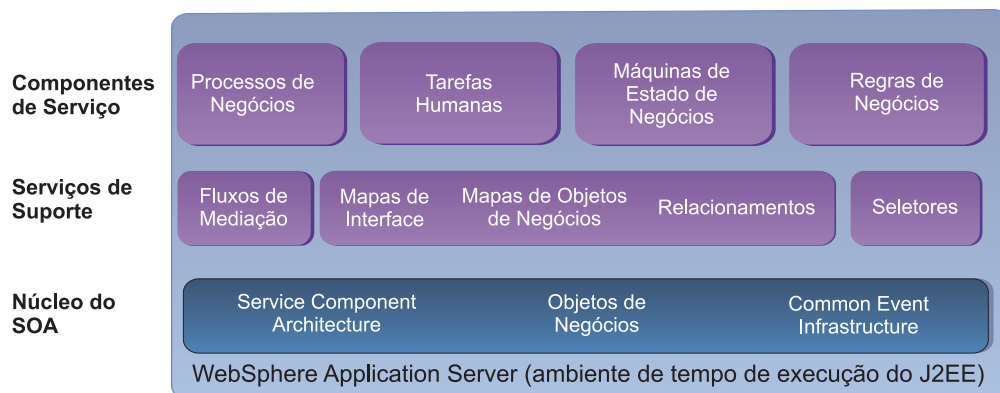 Componentes
de Serviço
Processos de
Negócios
Tarefas
Humanas
Máquinas de
Estado de
Negócios
Regras de
Negócios
Serviços de
Suporte
Fluxos de
Mediação
Mapas de
Interface
Mapas de Objetos
de Negócios
Relacionamentos
Seletores
Núcleo do
SOA
Service Component
Architecture
Objetos de
Negócios
Common Event
Infrastructure
WebSphere Application Server (ambiente de tempo de execução do J2EE)